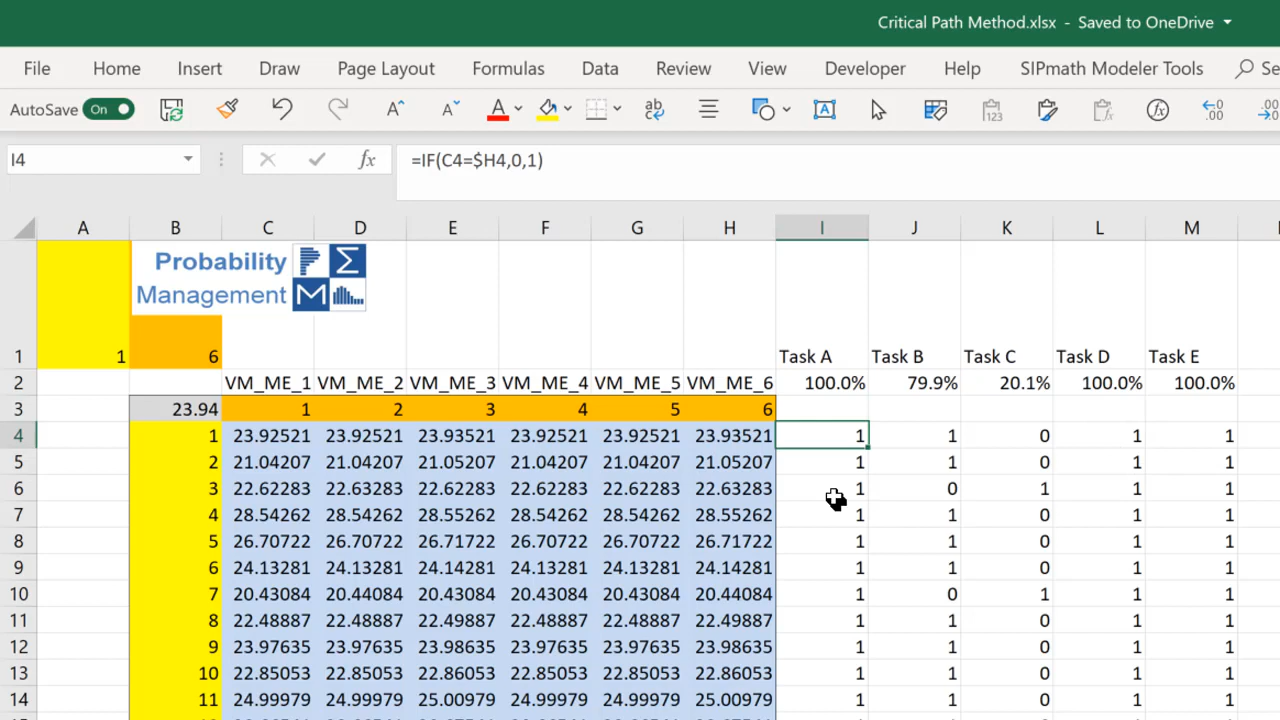 Critical Path Method.xlsx - Saved to OneDrive
File Home Insert Draw Page Layout Formulas Data Review View Developer Help SIPmath Modeler Tools Se
AutoSave On
I4 fx =IF(C4=$H4,0,1)
A B C D E F G H I J K L M
Probability
Management
1 1 6 Task A Task B Task C Task D Task E
2 VM_ME_1 VM_ME_2 VM_ME_3 VM_ME_4 VM_ME_5 VM_ME_6 100.0% 79.9% 20.1% 100.0% 100.0%
3 23.94 1 2 3 4 5 6
4 1 23.92521 23.92521 23.93521 23.92521 23.92521 23.93521 1 1 0 1 1
5 2 21.04207 21.04207 21.05207 21.04207 21.04207 21.05207 1 1 0 1 1
6 3 22.62283 22.63283 22.62283 22.62283 22.62283 22.63283 1 0 1 1 1
7 4 28.54262 28.54262 28.55262 28.54262 28.54262 28.55262 1 1 0 1 1
8 5 26.70722 26.70722 26.71722 26.70722 26.70722 26.71722 1 1 0 1 1
9 6 24.13281 24.13281 24.14281 24.13281 24.13281 24.14281 1 1 0 1 1
10 7 20.43084 20.44084 20.43084 20.43084 20.43084 20.44084 1 0 1 1 1
11 8 22.48887 22.48887 22.49887 22.48887 22.48887 22.49887 1 1 0 1 1
12 9 23.97635 23.97635 23.98635 23.97635 23.97635 23.98635 1 1 0 1 1
13 10 22.85053 22.85053 22.86053 22.85053 22.85053 22.86053 1 1 0 1 1
14 11 24.99979 24.99979 25.00979 24.99979 24.99979 25.00979 1 1 0 1 1